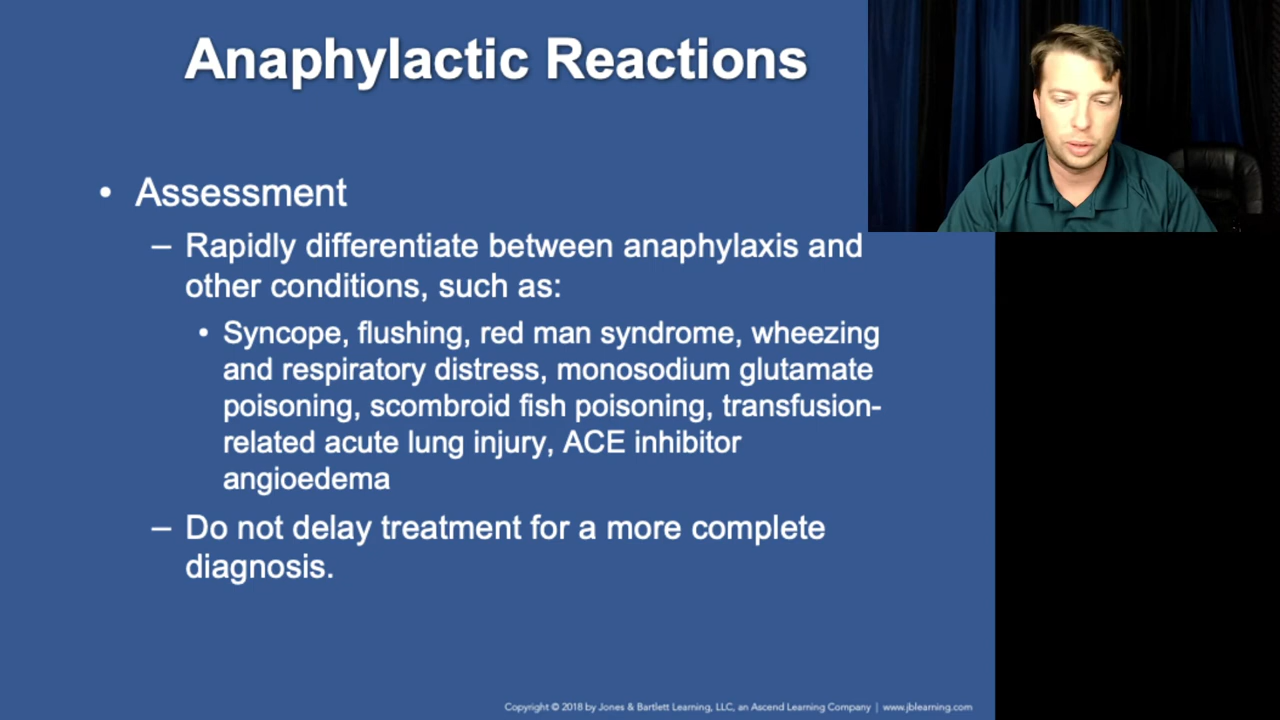 Anaphylactic Reactions
• Assessment
– Rapidly differentiate between anaphylaxis and
other conditions, such as:
• Syncope, flushing, red man syndrome, wheezing
and respiratory distress, monosodium glutamate
poisoning, scombroid fish poisoning, transfusion-
related acute lung injury, ACE inhibitor
angioedema
– Do not delay treatment for a more complete
diagnosis.
Copyright © 2018 by Jones & Bartlett Learning, LLC, an Ascend Learning Company | www.jblearning.com